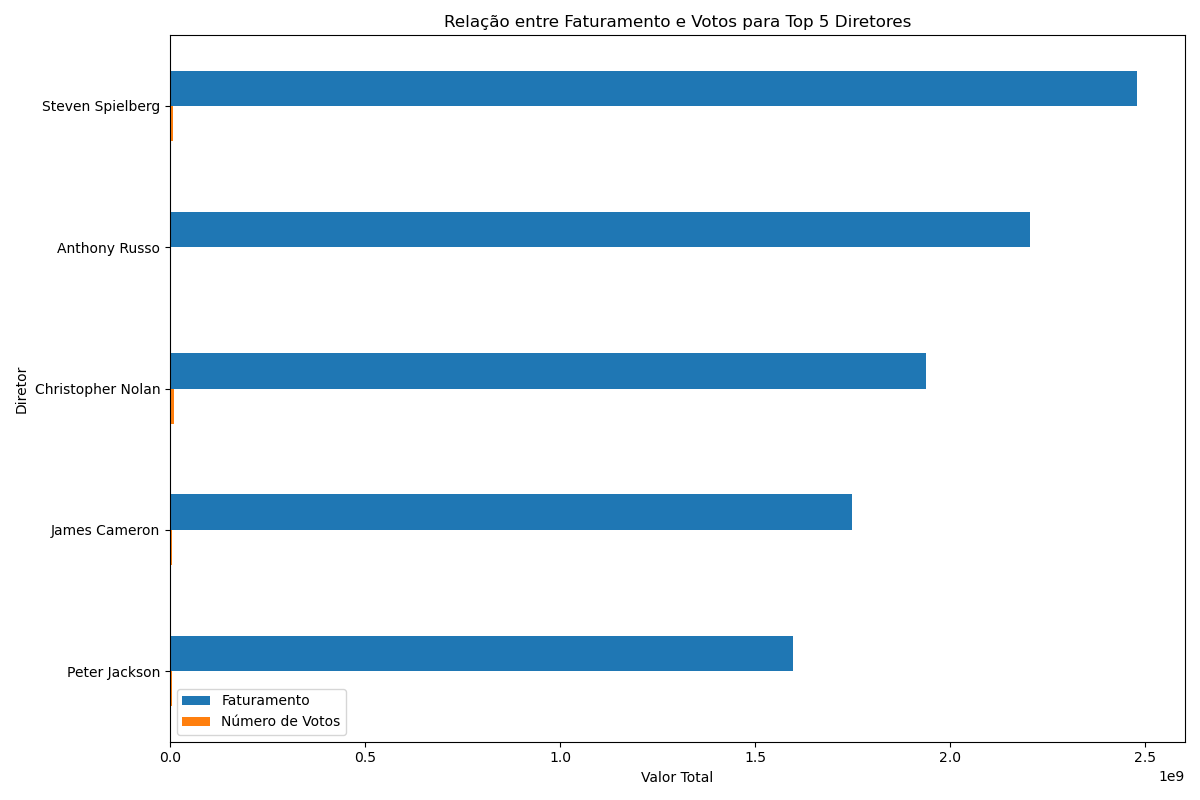 Relação entre Faturamento e Votos para Top 5 Diretores
Steven Spielberg
Anthony Russo
Christopher Nolan
James Cameron
Peter Jackson
Diretor
Faturamento
Número de Votos
0.0 0.5 1.0 1.5 2.0 2.5
1e9
Valor Total